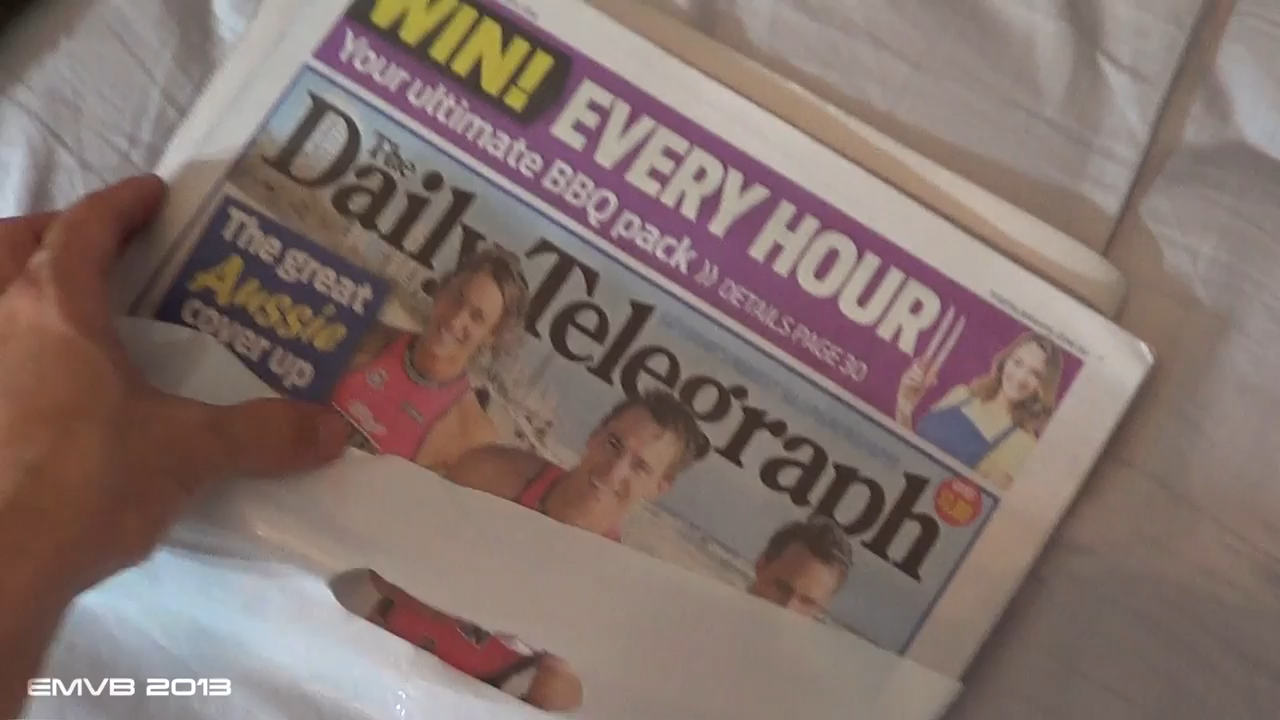 WIN! EVERY HOUR
Your ultimate BBQ pack » DETAILS PAGE 30
The
Daily Telegraph
The great
Aussie
cover up
EMVB 2013